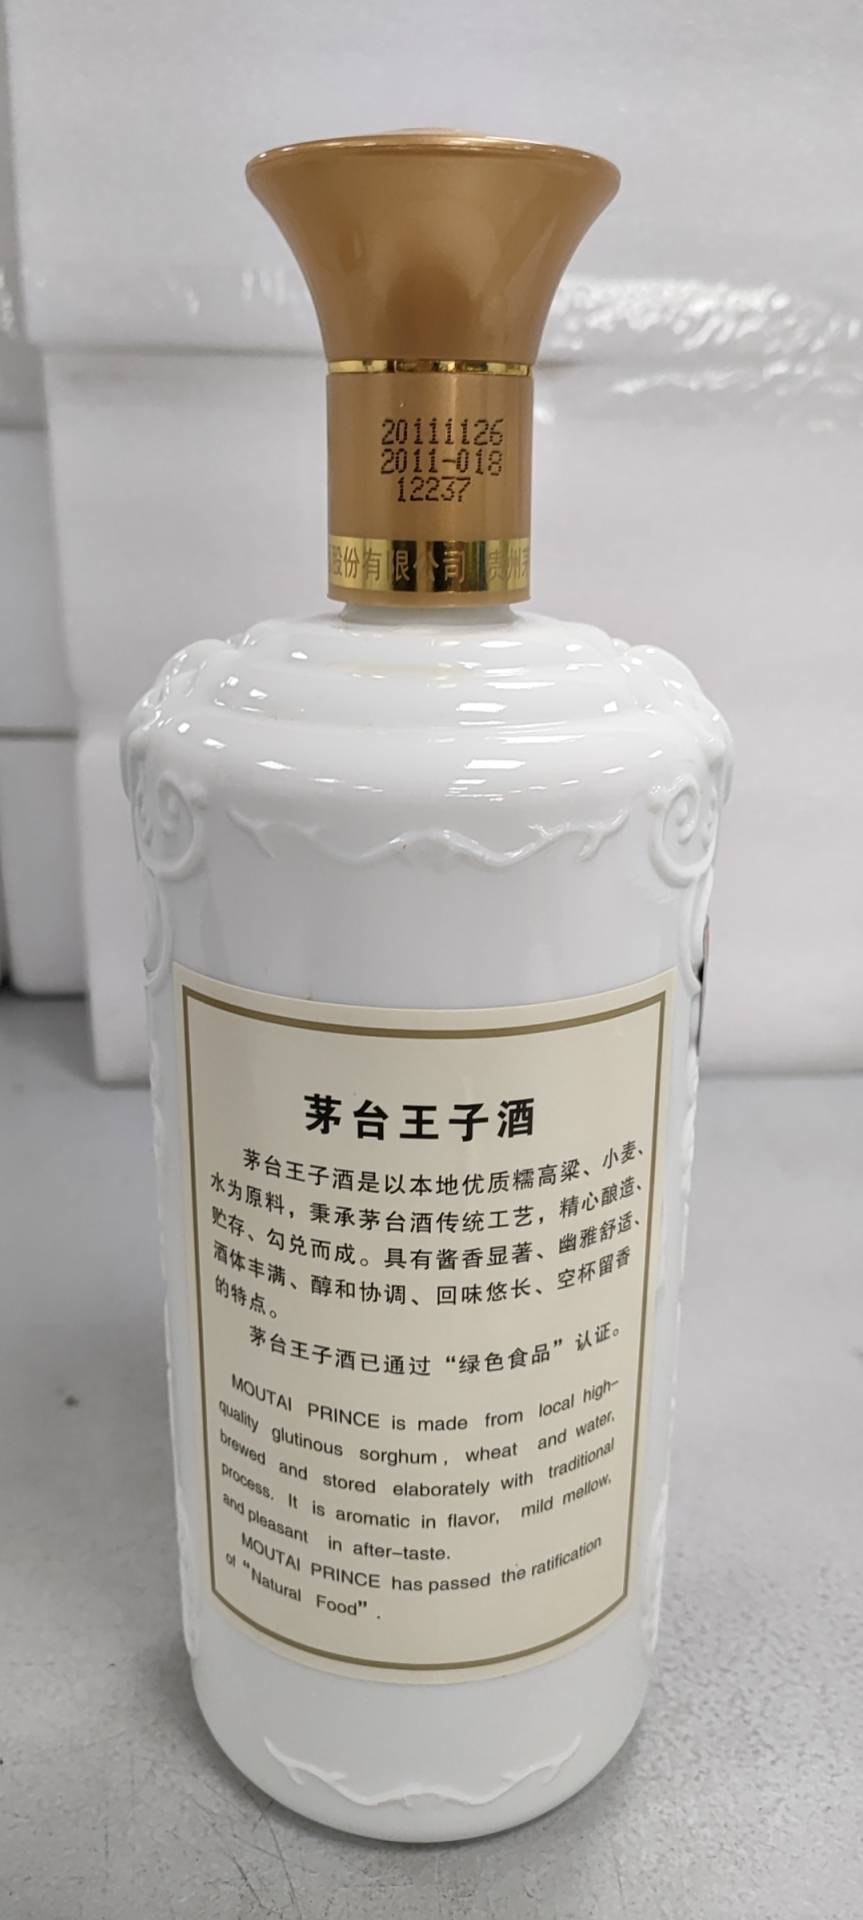 20111126
2011-018
12237
股份有限公司 贵州茅
茅台王子酒
茅台王子酒是以本地优质糯高粱、小麦、
水为原料，秉承茅台酒传统工艺，精心酿造、
贮存、勾兑而成。具有酱香显著、幽雅舒适、
酒体丰满、醇和协调、回味悠长、空杯留香
的特点。
茅台王子酒已通过“绿色食品”认证。
MOUTAI PRINCE is made from local high-
quality glutinous sorghum, wheat and water,
brewed and stored elaborately with traditional
process. It is aromatic in flavor, mild mellow,
and pleasant in after-taste.
MOUTAI PRINCE has passed the ratification
of “Natural Food”.